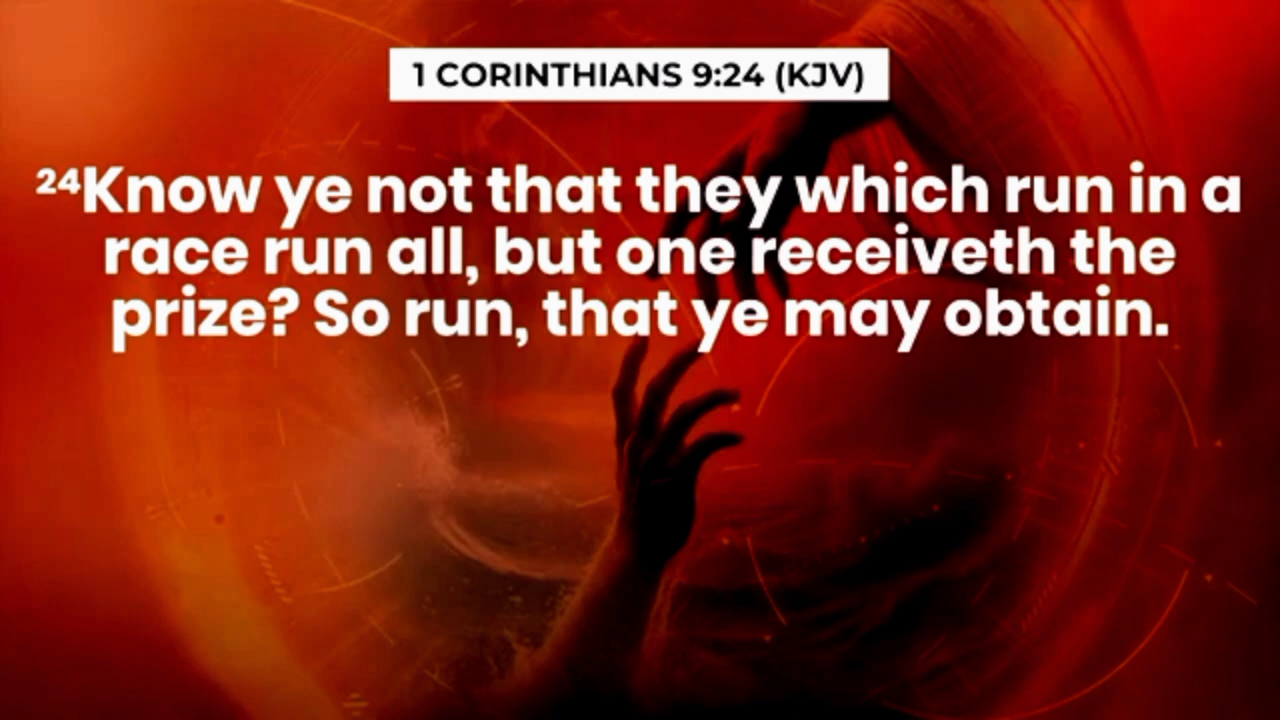 1 CORINTHIANS 9:24 (KJV)
²⁴Know ye not that they which run in a
race run all, but one receiveth the
prize? So run, that ye may obtain.